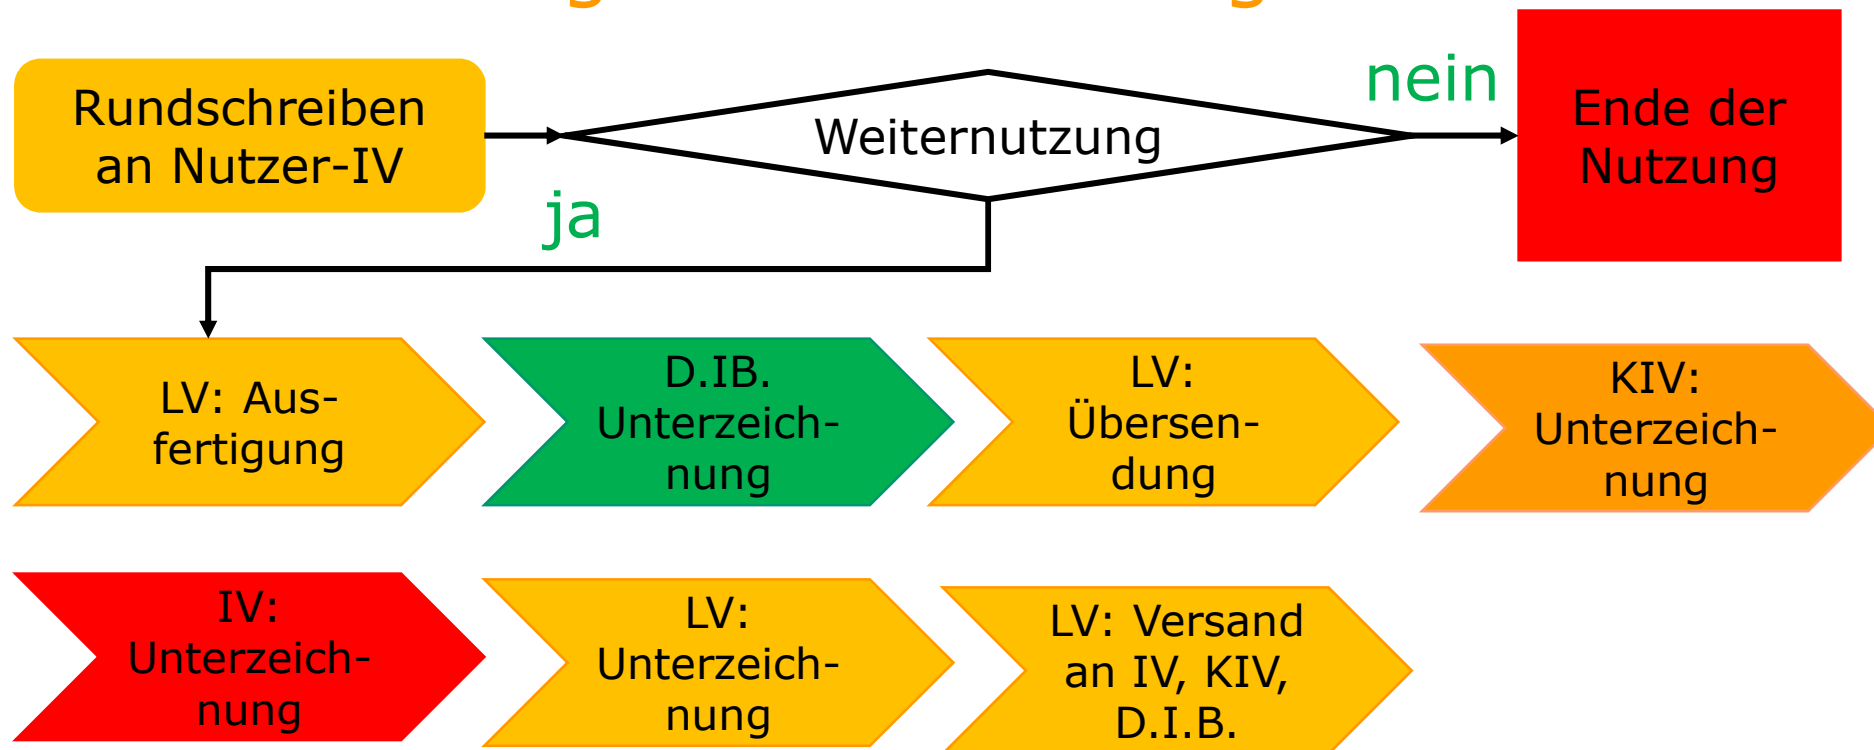 Rundschreiben
an Nutzer-IV
Weiternutzung
nein
Ende der
Nutzung
ja
LV: Aus-
fertigung
D.IB.
Unterzeich-
nung
LV:
Übersen-
dung
KIV:
Unterzeich-
nung
IV:
Unterzeich-
nung
LV:
Unterzeich-
nung
LV: Versand
an IV, KIV,
D.I.B.